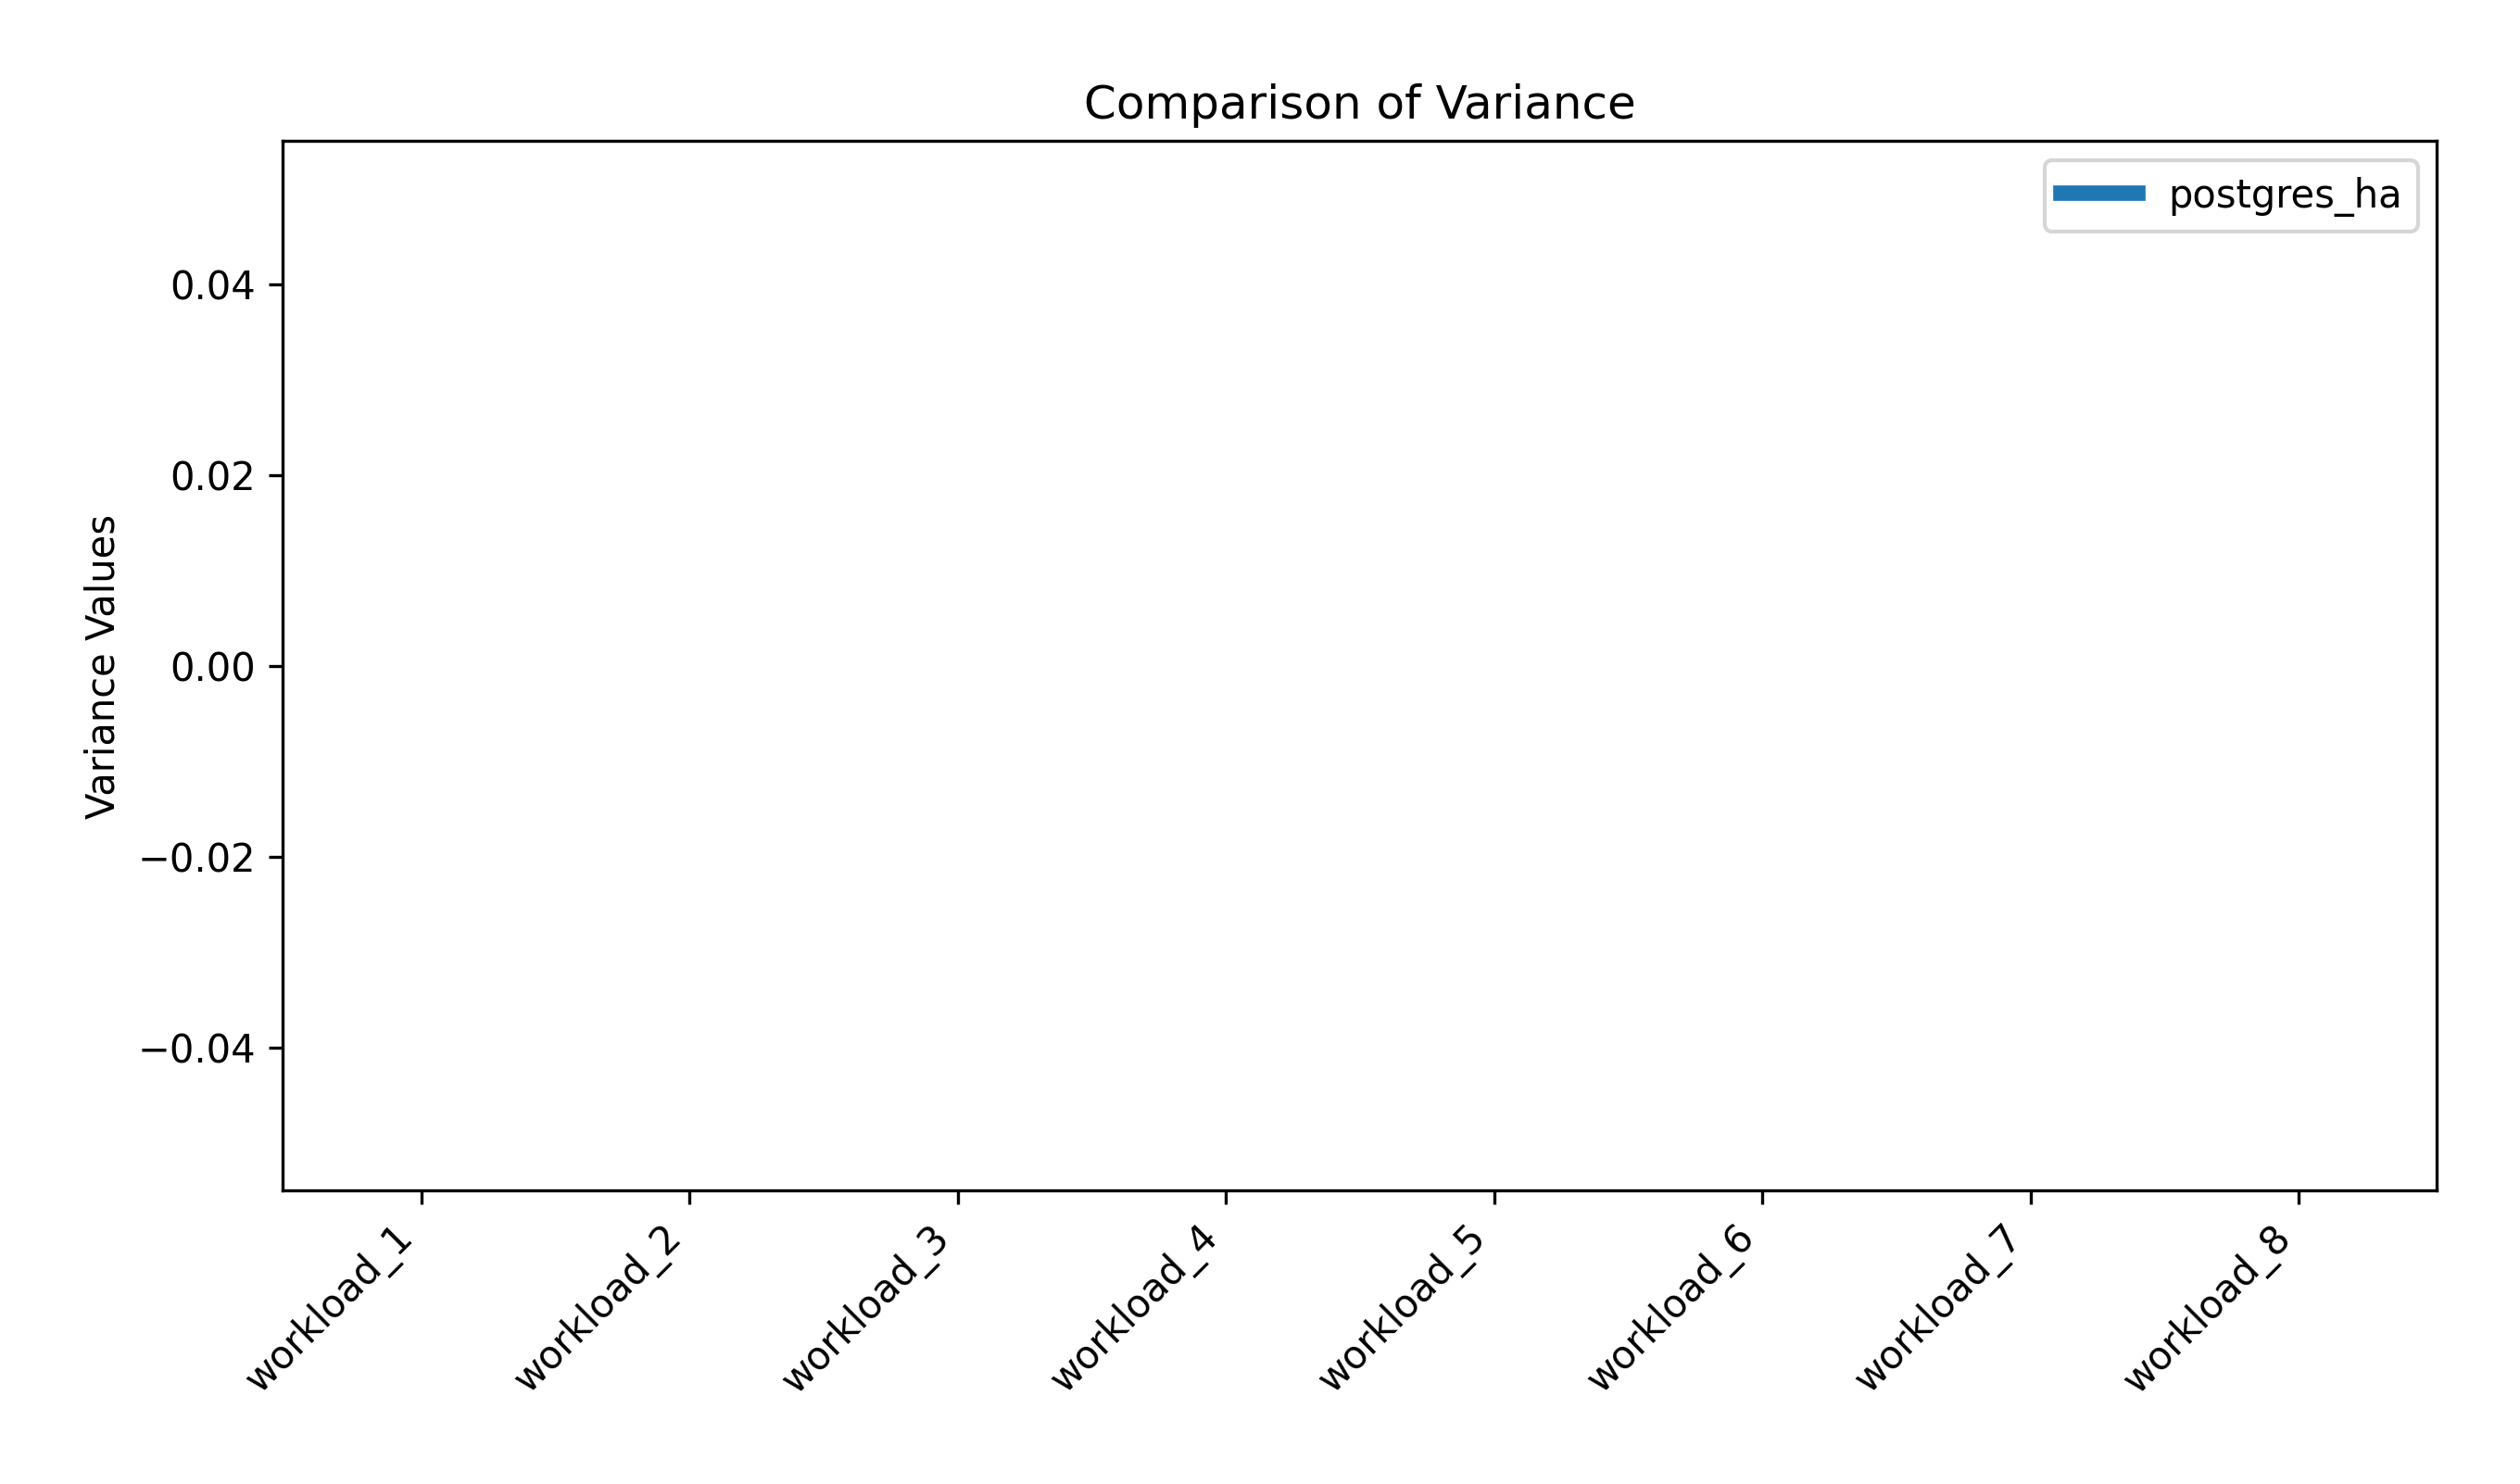 Comparison of Variance
postgres_ha
Variance Values
0.04
0.02
0.00
−0.02
−0.04
workload_1
workload_2
workload_3
workload_4
workload_5
workload_6
workload_7
workload_8